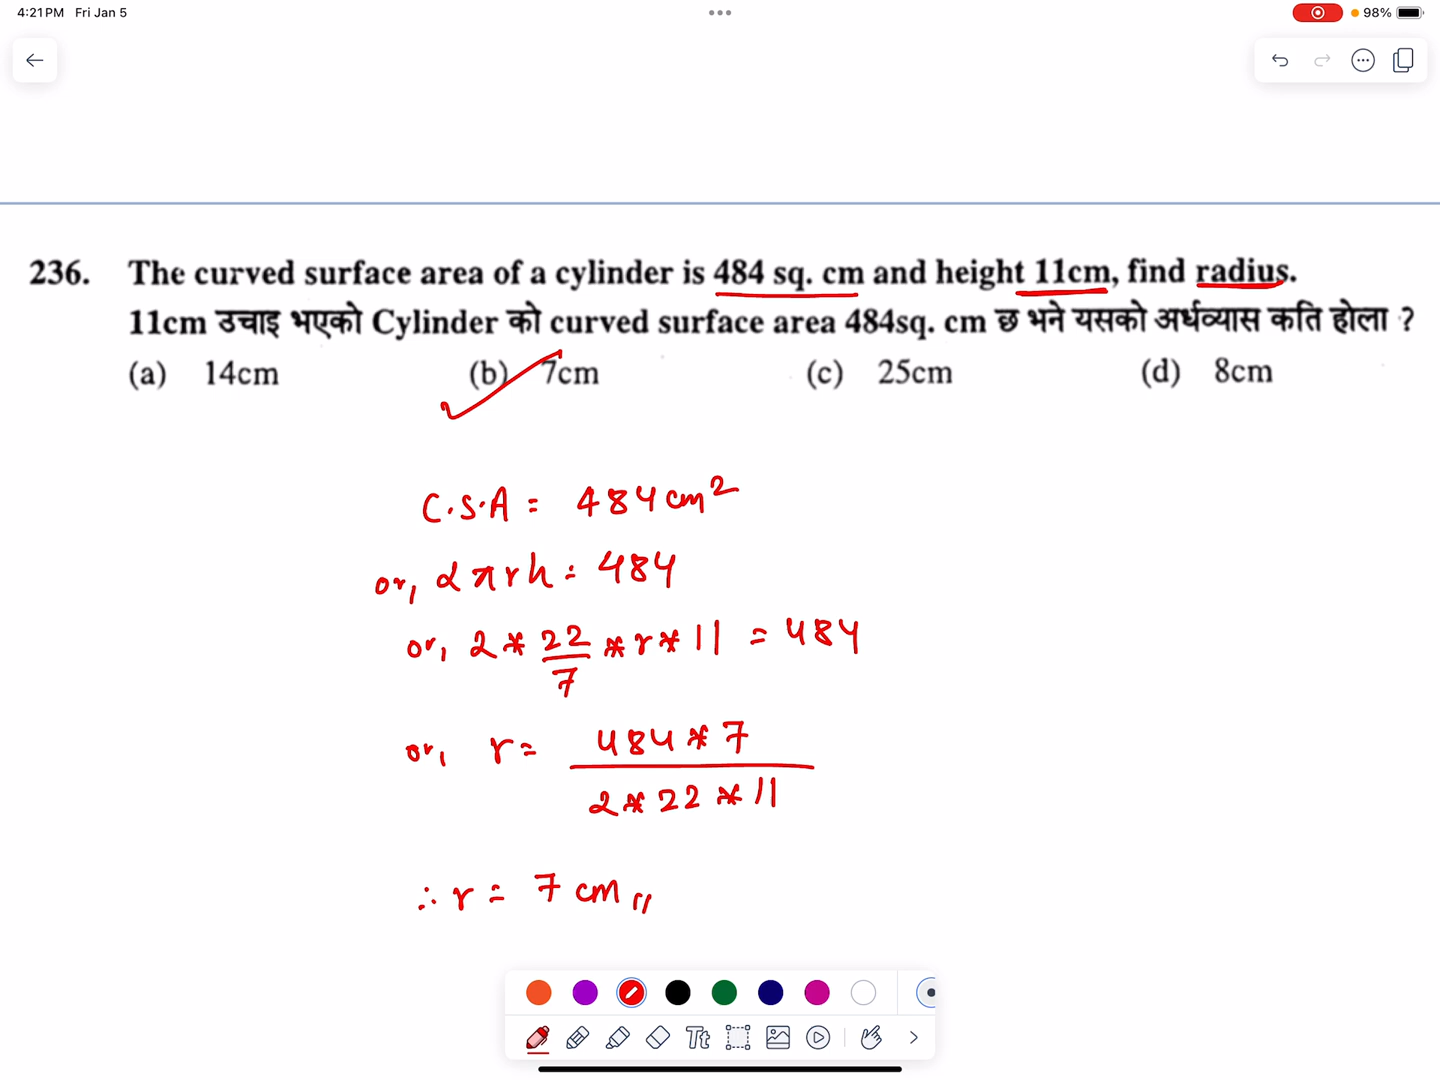 4:21 PM Fri Jan 5
98%
236. The curved surface area of a cylinder is 484 sq. cm and height 11cm, find radius.
11cm उचाइ भएको Cylinder को curved surface area 484sq. cm छ भने यसको अर्धव्यास कति होला ?
(a) 14cm (b) 7cm (c) 25cm (d) 8cm
C.S.A = 484 cm²
or, 2πrh = 484
or, 2 * 22/7 * r * 11 = 484
or, r = 484 * 7
2 * 22 * 11
∴ r = 7 cm,,
Tt